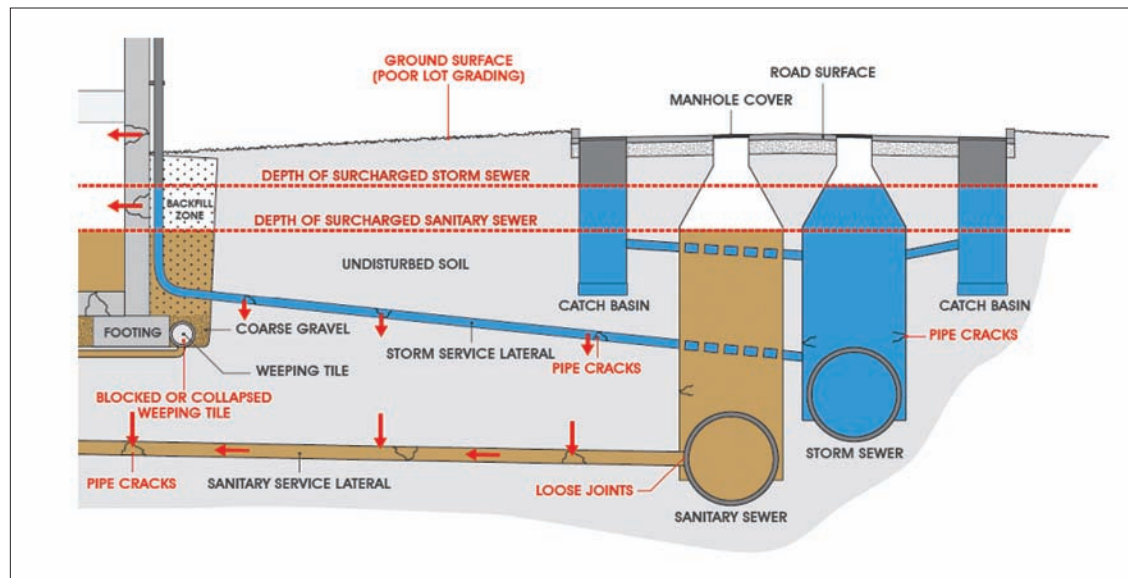 GROUND SURFACE
(POOR LOT GRADING)
ROAD SURFACE
MANHOLE COVER
DEPTH OF SURCHARGED STORM SEWER
BACKFILL
ZONE
DEPTH OF SURCHARGED SANITARY SEWER
UNDISTURBED SOIL
CATCH BASIN
CATCH BASIN
FOOTING
COARSE GRAVEL
STORM SERVICE LATERAL
PIPE CRACKS
PIPE CRACKS
WEEPING TILE
BLOCKED OR COLLAPSED
WEEPING TILE
STORM SEWER
PIPE CRACKS
SANITARY SERVICE LATERAL
LOOSE JOINTS
SANITARY SEWER